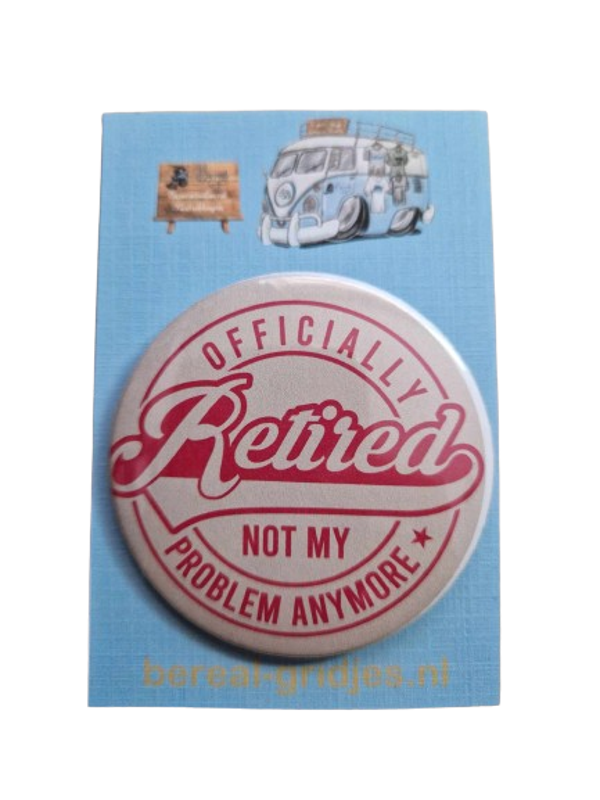 OFFICIALLY
Retired
NOT MY
PROBLEM ANYMORE
bereal-gridjes.nl